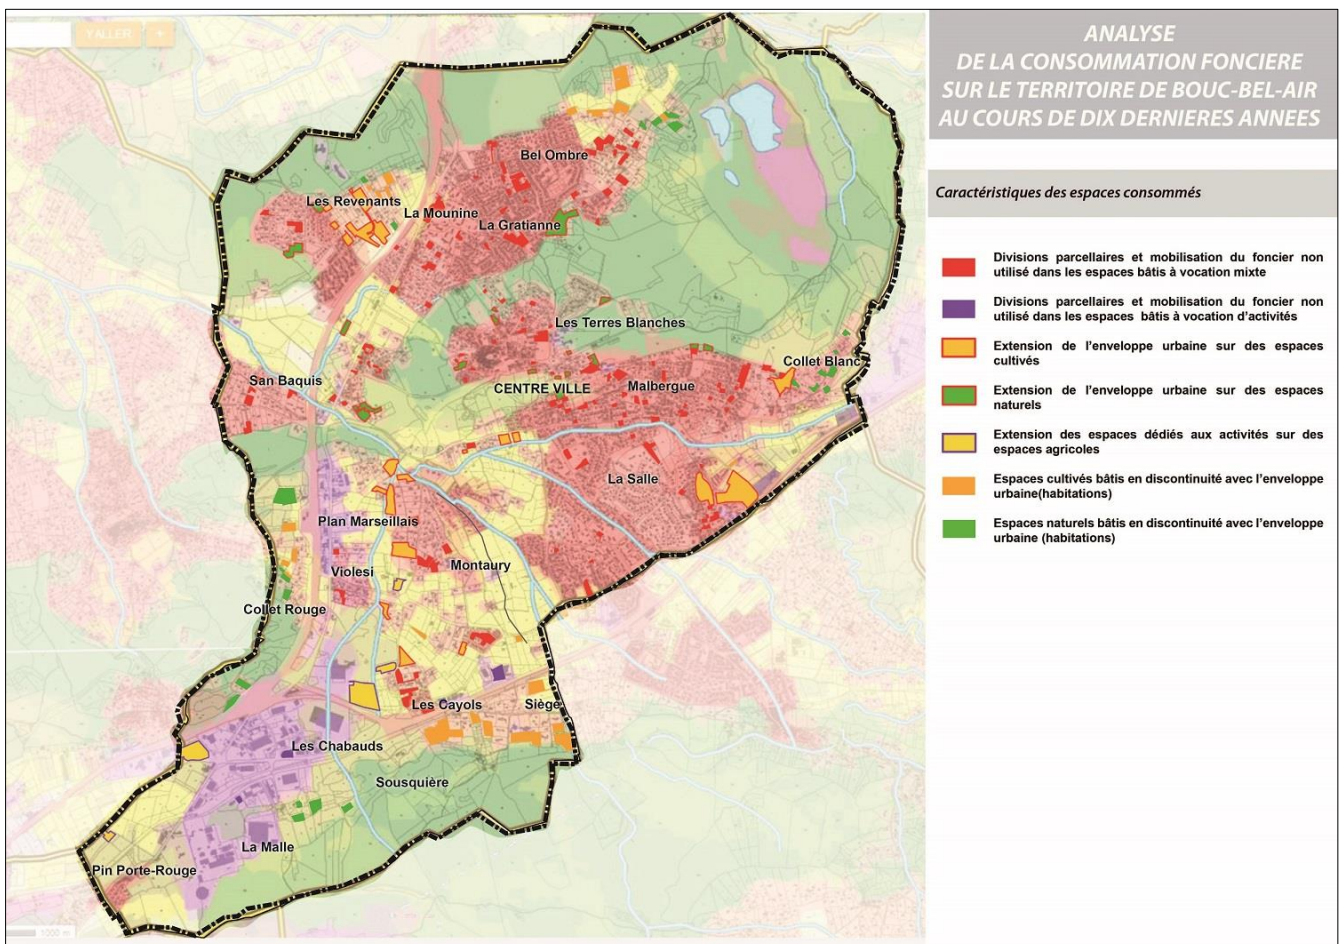 Y ALLER
+
ANALYSE
DE LA CONSOMMATION FONCIERE
SUR LE TERRITOIRE DE BOUC-BEL-AIR
AU COURS DE DIX DERNIERES ANNEES
Caractéristiques des espaces consommés
Divisions parcellaires et mobilisation du foncier non
utilisé dans les espaces bâtis à vocation mixte
Divisions parcellaires et mobilisation du foncier non
utilisé dans les espaces bâtis à vocation d'activités
Extension de l'enveloppe urbaine sur des espaces
cultivés
Extension de l'enveloppe urbaine sur des espaces
naturels
Extension des espaces dédiés aux activités sur des
espaces agricoles
Espaces cultivés bâtis en discontinuité avec l'enveloppe
urbaine(habitations)
Espaces naturels bâtis en discontinuité avec l'enveloppe
urbaine (habitations)
Bel Ombre
Les Revenants
La Mounine
La Gratianne
Les Terres Blanches
Collet Blanc
San Baquis
CENTRE VILLE
Malbergue
La Salle
Plan Marseillais
Violesi
Montaury
Collet Rouge
Les Cayols
Siège
Les Chabauds
Sousquière
La Malle
Pin Porte-Rouge
1000 m